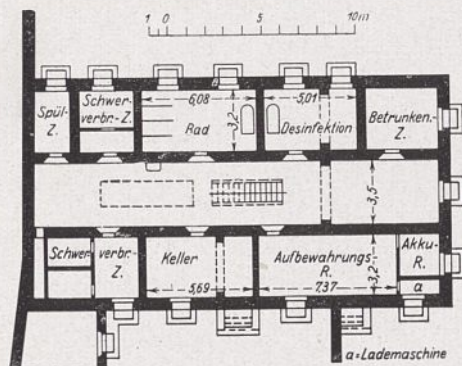 1 0 5 10m
Spül-
Z.
Schwer-
verbr.-Z.
6,08
3,2
Bad
5,01
Desinfektion
Betrunken.-
Z.
3,5
Schwer-
verbr.-
Z.
Keller
5,69
Aufbewahrungs
R.
7,37
3,2
Akku-
R.
a
a=Lademaschine